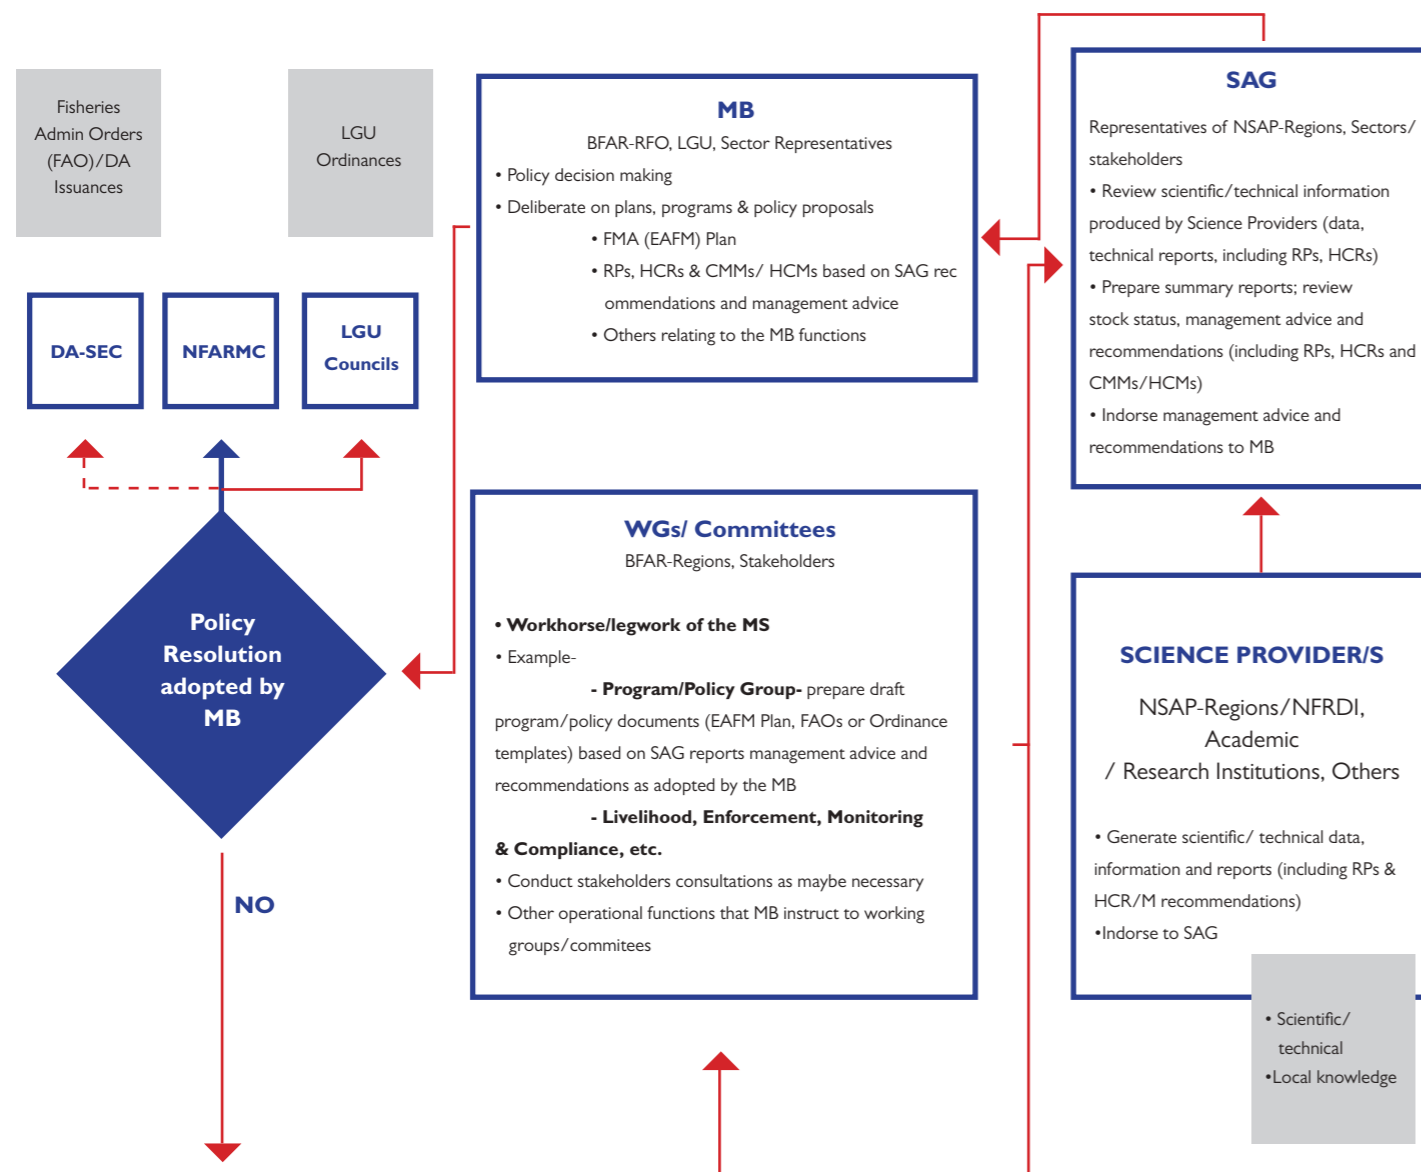 Fisheries
Admin Orders
(FAO)/DA
Issuances
LGU
Ordinances
DA-SEC
NFARMC
LGU
Councils
Policy
Resolution
adopted by
MB
NO
MB
BFAR-RFO, LGU, Sector Representatives
• Policy decision making
• Deliberate on plans, programs & policy proposals
• FMA (EAFM) Plan
• RPs, HCRs & CMMs/ HCMs based on SAG rec
ommendations and management advice
• Others relating to the MB functions
WGs/ Committees
BFAR-Regions, Stakeholders
• Workhorse/legwork of the MS
• Example-
- Program/Policy Group- prepare draft
program/policy documents (EAFM Plan, FAOs or Ordinance
templates) based on SAG reports management advice and
recommendations as adopted by the MB
- Livelihood, Enforcement, Monitoring
& Compliance, etc.
• Conduct stakeholders consultations as maybe necessary
• Other operational functions that MB instruct to working
groups/commitees
SAG
Representatives of NSAP-Regions, Sectors/
stakeholders
• Review scientific/technical information
produced by Science Providers (data,
technical reports, including RPs, HCRs)
• Prepare summary reports; review
stock status, management advice and
recommendations (including RPs, HCRs and
CMMs/HCMs)
• Indorse management advice and
recommendations to MB
SCIENCE PROVIDER/S
NSAP-Regions/NFRDI,
Academic
/ Research Institutions, Others
• Generate scientific/ technical data,
information and reports (including RPs &
HCR/M recommendations)
•Indorse to SAG
• Scientific/
technical
•Local knowledge